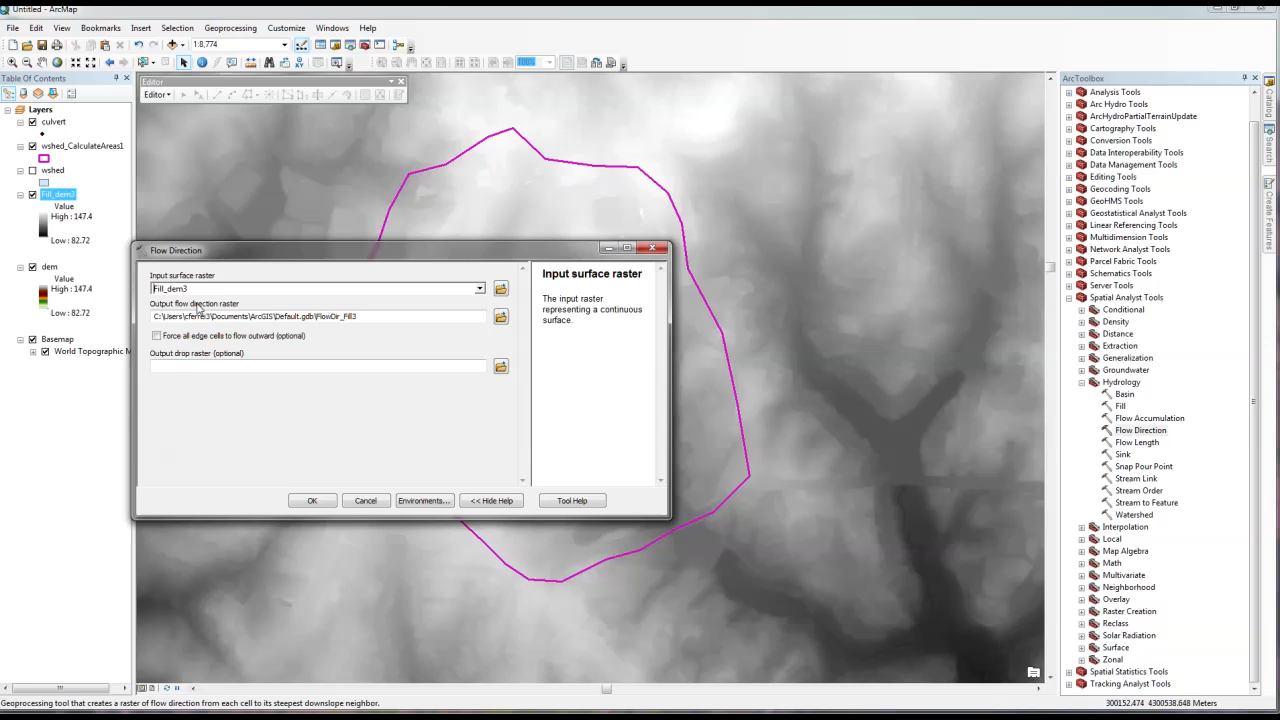 Untitled - ArcMap
File Edit View Bookmarks Insert Selection Geoprocessing Customize Windows Help
1:8,774
100%
Table Of Contents
Layers
culvert
wshed_CalculateAreas1
wshed
Fill_dem3
Value
High : 147.4
Low : 82.72
dem
Value
High : 147.4
Low : 82.72
Basemap
World Topographic M
Editor
Editor
Flow Direction
Input surface raster
Fill_dem3
Output flow direction raster
Force all edge cells to flow outward (optional)
Output drop raster (optional)
OK Cancel Environments... << Hide Help Tool Help
Input surface raster
The input raster
representing a continuous
surface.
ArcToolbox
Analysis Tools
Arc Hydro Tools
ArcHydroPartialTerrainUpdate
Cartography Tools
Conversion Tools
Data Interoperability Tools
Data Management Tools
Editing Tools
Geocoding Tools
GeoHMS Tools
Geostatistical Analyst Tools
Linear Referencing Tools
Multidimension Tools
Network Analyst Tools
Parcel Fabric Tools
Schematics Tools
Server Tools
Spatial Analyst Tools
Conditional
Density
Distance
Extraction
Generalization
Groundwater
Hydrology
Basin
Fill
Flow Accumulation
Flow Direction
Flow Length
Sink
Snap Pour Point
Stream Link
Stream Order
Stream to Feature
Watershed
Interpolation
Local
Map Algebra
Math
Multivariate
Neighborhood
Overlay
Raster Creation
Reclass
Solar Radiation
Surface
Zonal
Spatial Statistics Tools
Tracking Analyst Tools
Catalog
Search
Create Features
Geoprocessing tool that creates a raster of flow direction from each cell to its steepest downslope neighbor.
300152.474 4300538.648 Meters